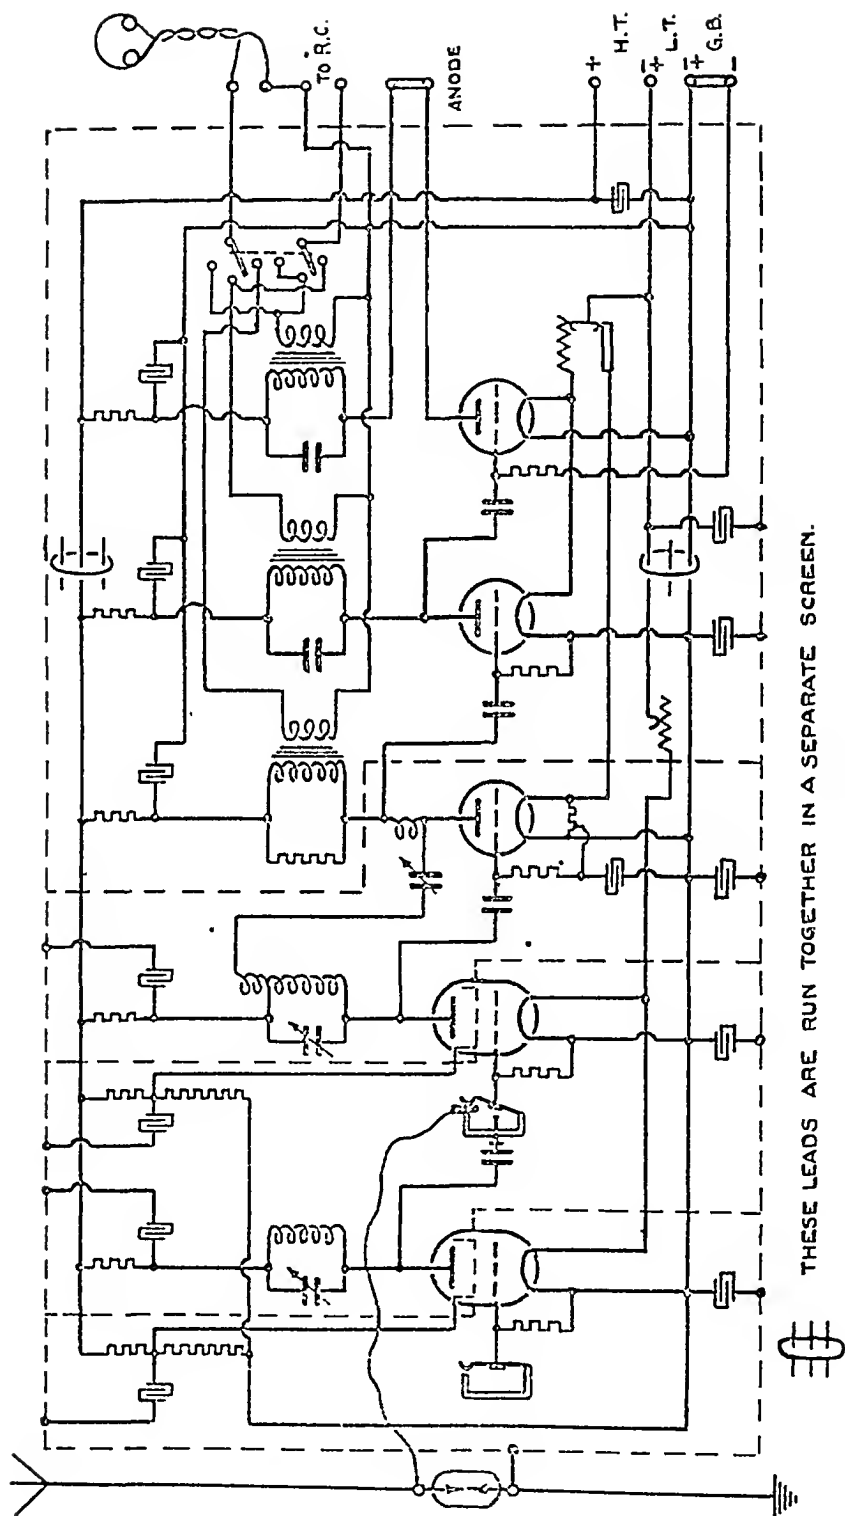 TO R.C.
ANODE
+ H.T.
- L.T.
+
- G.B.
+
-
THESE LEADS ARE RUN TOGETHER IN A SEPARATE SCREEN.